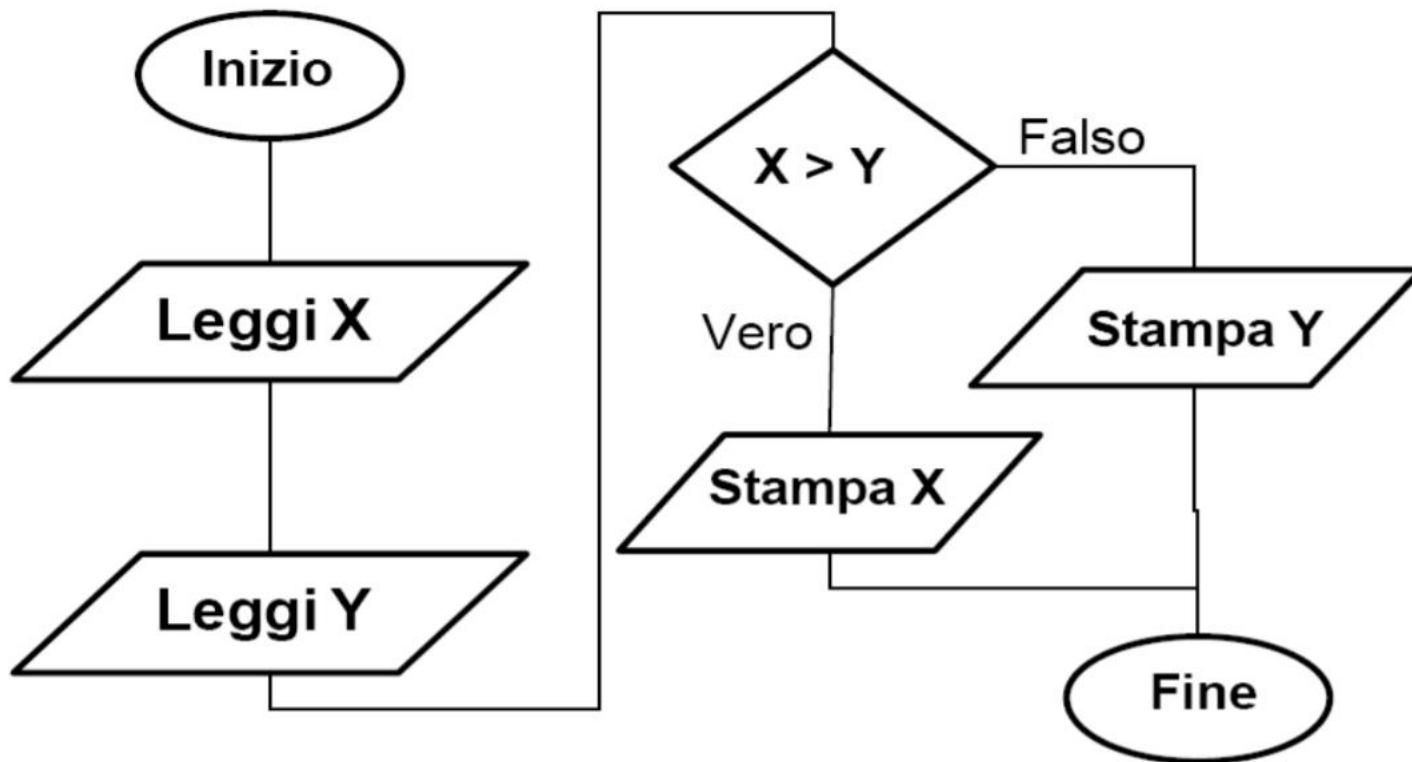 Inizio
Leggi X
Leggi Y
X > Y
Falso
Vero
Stampa Y
Stampa X
Fine